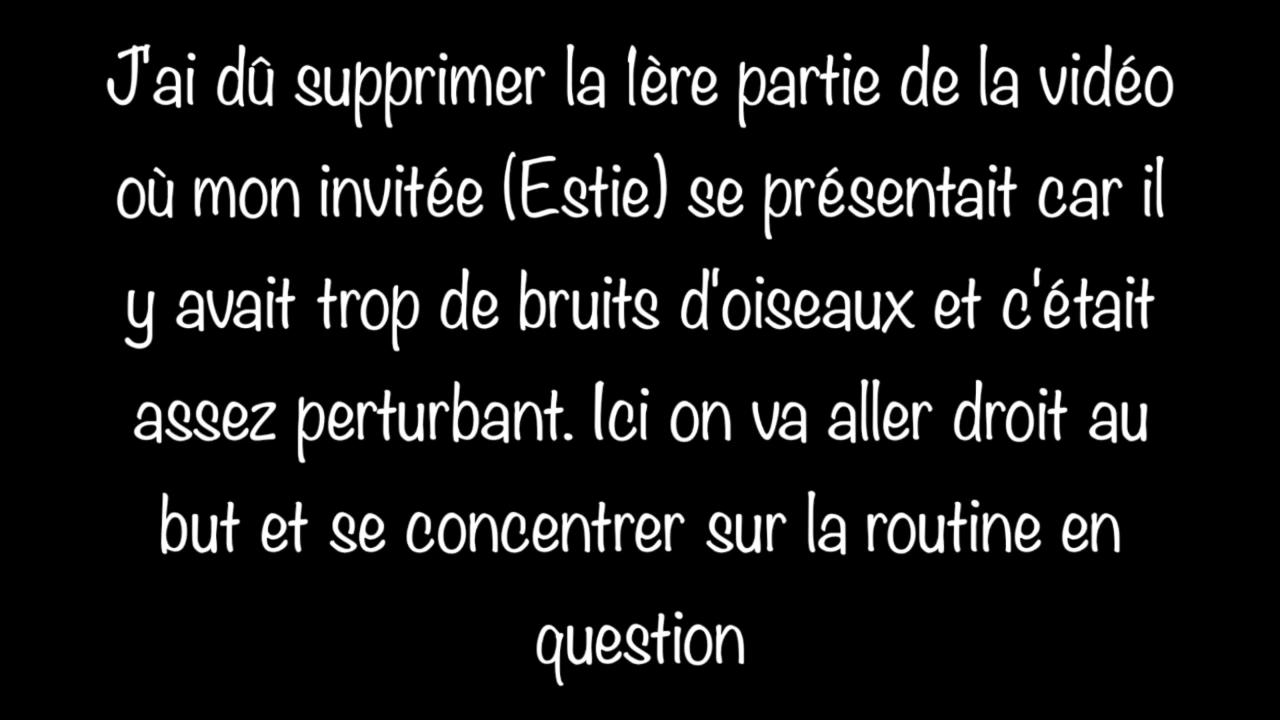 J'ai dû supprimer la 1ère partie de la vidéo
où mon invitée (Estie) se présentait car il
y avait trop de bruits d'oiseaux et c'était
assez perturbant. Ici on va aller droit au
but et se concentrer sur la routine en
question